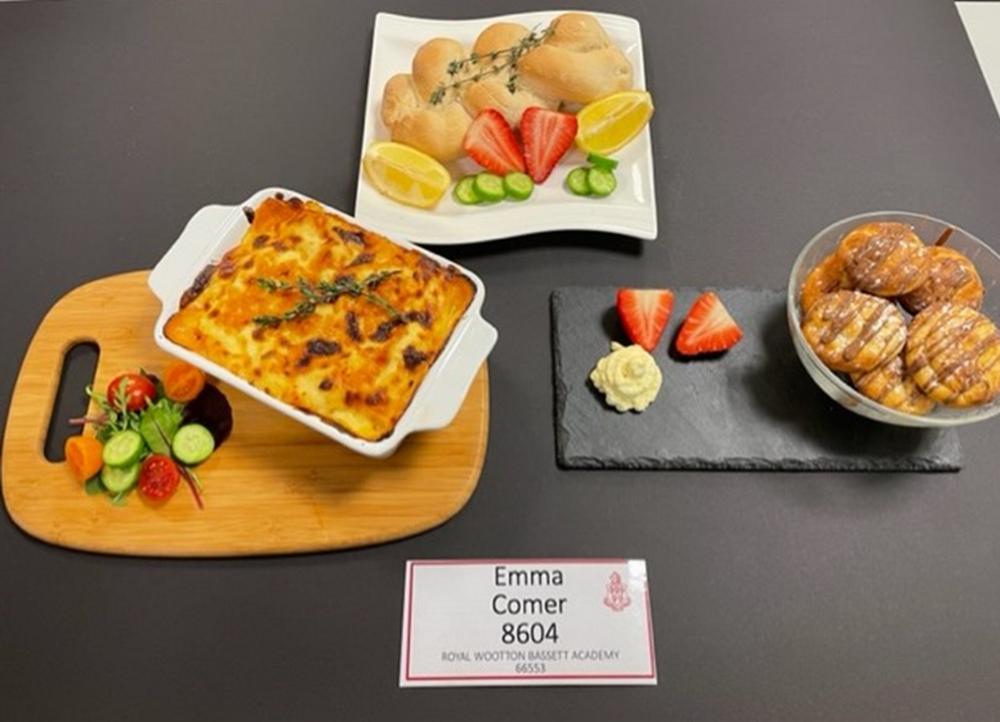 Emma
Comer
8604
ROYAL WOOTTON BASSETT ACADEMY
66553